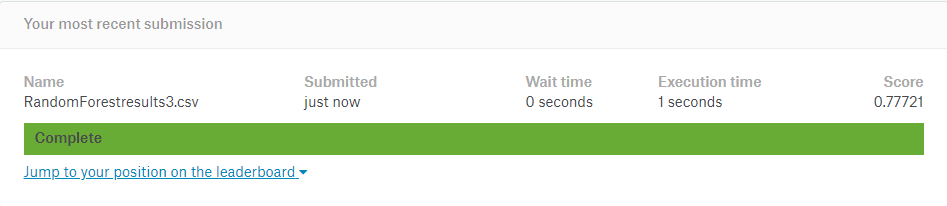 Your most recent submission
Name Submitted Wait time Execution time Score
RandomForestresults3.csv just now 0 seconds 1 seconds 0.77721
Complete
Jump to your position on the leaderboard